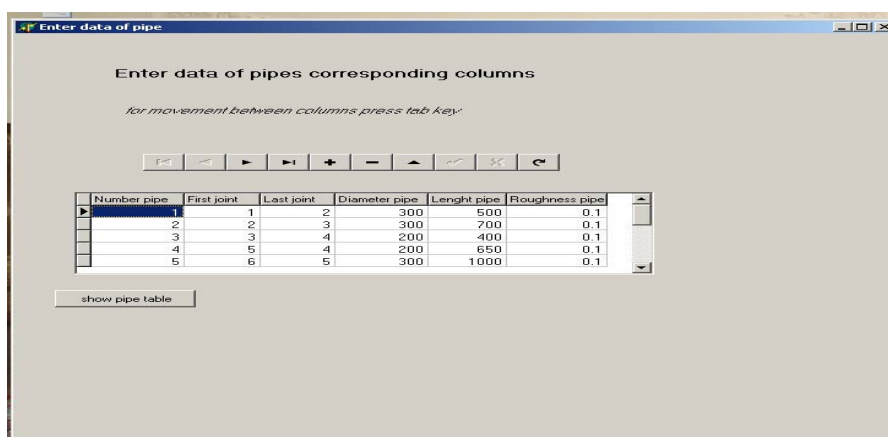 Enter data of pipe
Enter data of pipes corresponding columns
for movement between columns press tab key
Number pipe First joint Last joint Diameter pipe Lenght pipe Roughness pipe
1 1 2 300 500 0.1
2 2 3 300 700 0.1
3 3 4 200 400 0.1
4 5 4 200 650 0.1
5 6 5 300 1000 0.1
show pipe table